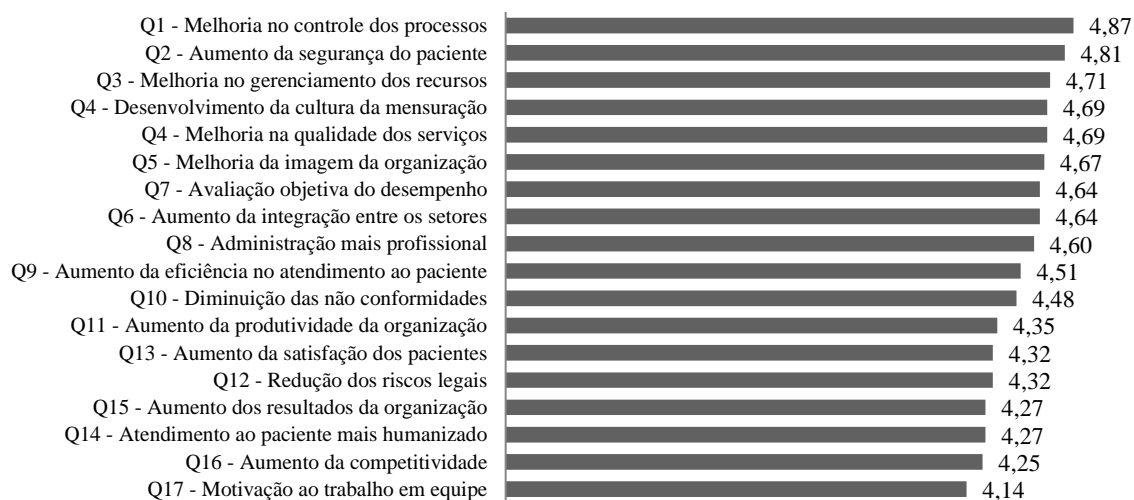 Q1 - Melhoria no controle dos processos 4,87
Q2 - Aumento da segurança do paciente 4,81
Q3 - Melhoria no gerenciamento dos recursos 4,71
Q4 - Desenvolvimento da cultura da mensuração 4,69
Q4 - Melhoria na qualidade dos serviços 4,69
Q5 - Melhoria da imagem da organização 4,67
Q7 - Avaliação objetiva do desempenho 4,64
Q6 - Aumento da integração entre os setores 4,64
Q8 - Administração mais profissional 4,60
Q9 - Aumento da eficiência no atendimento ao paciente 4,51
Q10 - Diminuição das não conformidades 4,48
Q11 - Aumento da produtividade da organização 4,35
Q13 - Aumento da satisfação dos pacientes 4,32
Q12 - Redução dos riscos legais 4,32
Q15 - Aumento dos resultados da organização 4,27
Q14 - Atendimento ao paciente mais humanizado 4,27
Q16 - Aumento da competitividade 4,25
Q17 - Motivação ao trabalho em equipe 4,14